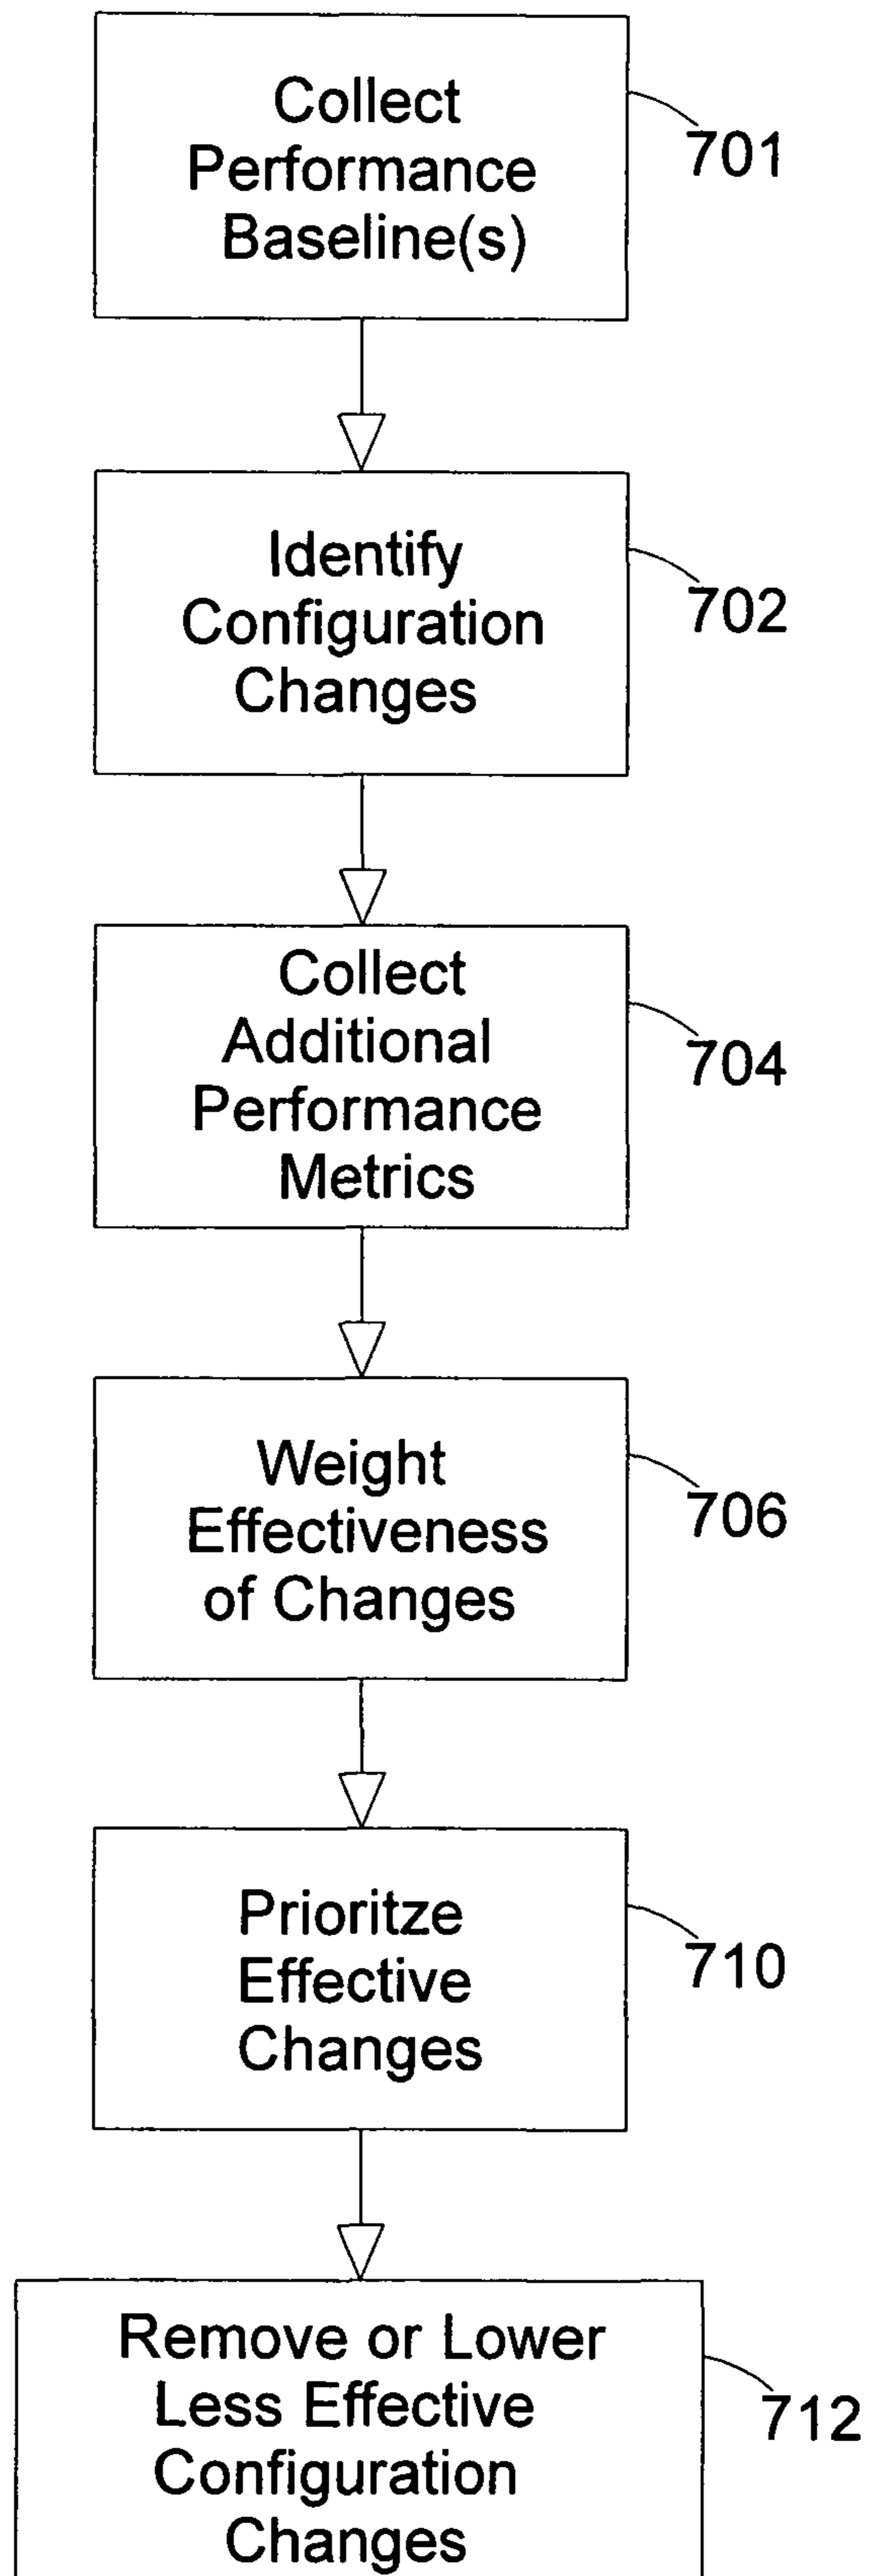 Collect
Performance
Baseline(s)
701
Identify
Configuration
Changes
702
Collect
Additional
Performance
Metrics
704
Weight
Effectiveness
of Changes
706
Prioritze
Effective
Changes
710
Remove or Lower
Less Effective
Configuration
Changes
712